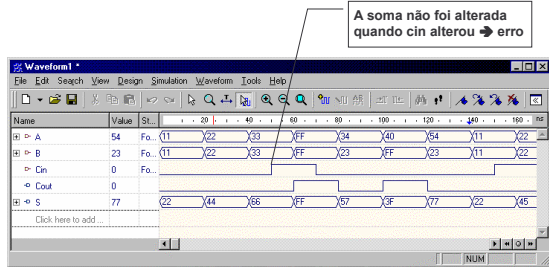 A soma não foi alterada
quando cin alterou ➔ erro
Waveform1 *
File Edit Search View Design Simulation Waveform Tools Help
Name Value St... 20 40 60 80 100 120 140 160 ns
A 54 Fo... 11 22 33 FF 34 40 54 11 22
B 23 Fo... 11 22 33 FF 23 FF 23 11 22
Cin 0 Fo...
Cout 0
S 77 22 44 66 FF 57 3F 77 22 45
Click here to add ...
NUM